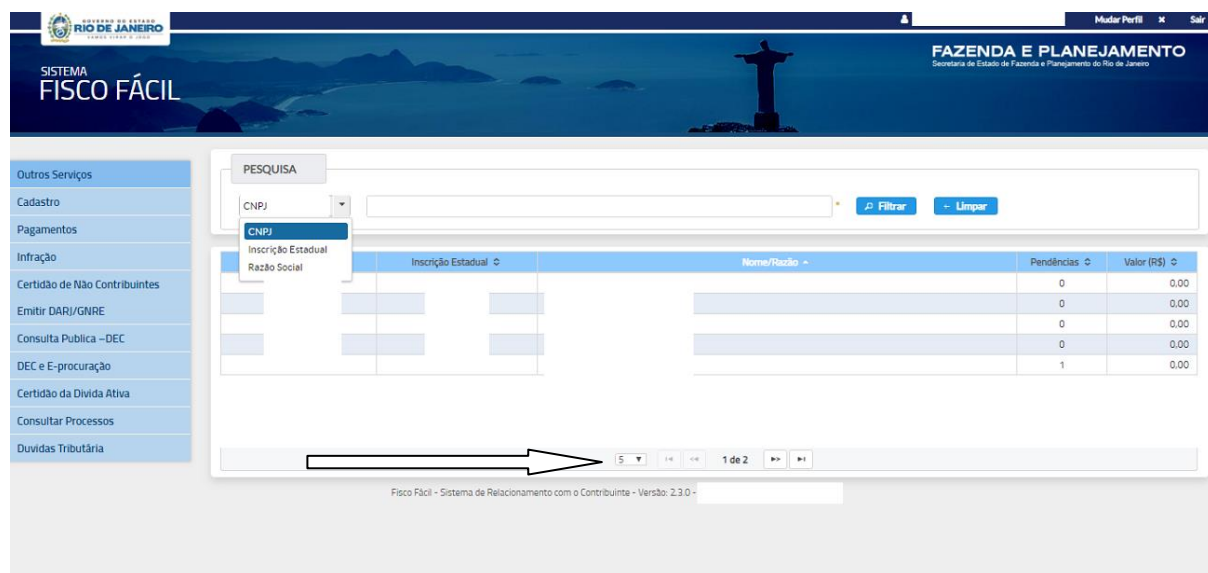 GOVERNO DO ESTADO
RIO DE JANEIRO
VAMOS VIRAR O JOGO
Mudar Perfil × Sair
SISTEMA
FISCO FÁCIL
FAZENDA E PLANEJAMENTO
Secretaria de Estado de Fazenda e Planejamento do Rio de Janeiro
Outros Serviços
Cadastro
Pagamentos
Infração
Certidão de Não Contribuintes
Emitir DARJ/GNRE
Consulta Publica –DEC
DEC e E-procuração
Certidão da Divida Ativa
Consultar Processos
Duvidas Tributária
PESQUISA
CNPJ * Filtrar Limpar
CNPJ
Inscrição Estadual
Razão Social
Inscrição Estadual Nome/Razão Pendências Valor (R$)
0 0,00
0 0,00
0 0,00
0 0,00
1 0,00
5 1 de 2
Fisco Fácil - Sistema de Relacionamento com o Contribuinte - Versão: 2.3.0 -